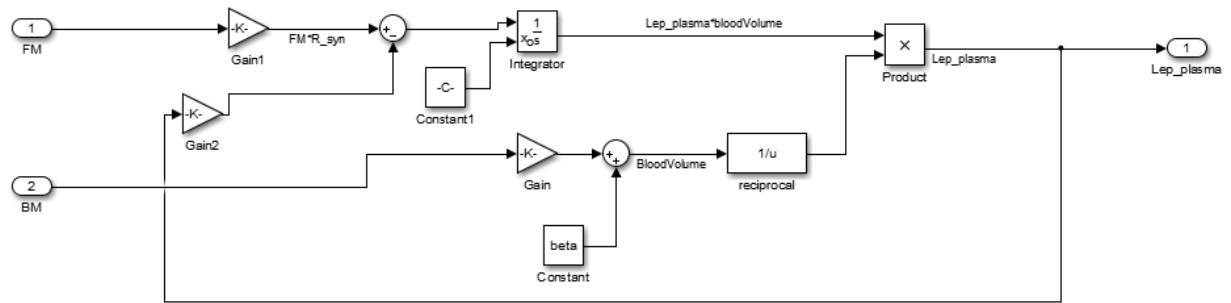 1
FM
-K-
Gain1
FM*R_syn
+
−
1
s
xo
Integrator
Lep_plasma*bloodVolume
×
Product
Lep_plasma
1
Lep_plasma
-K-
Gain2
-C-
Constant1
2
BM
-K-
Gain
+
+
BloodVolume
1/u
reciprocal
beta
Constant